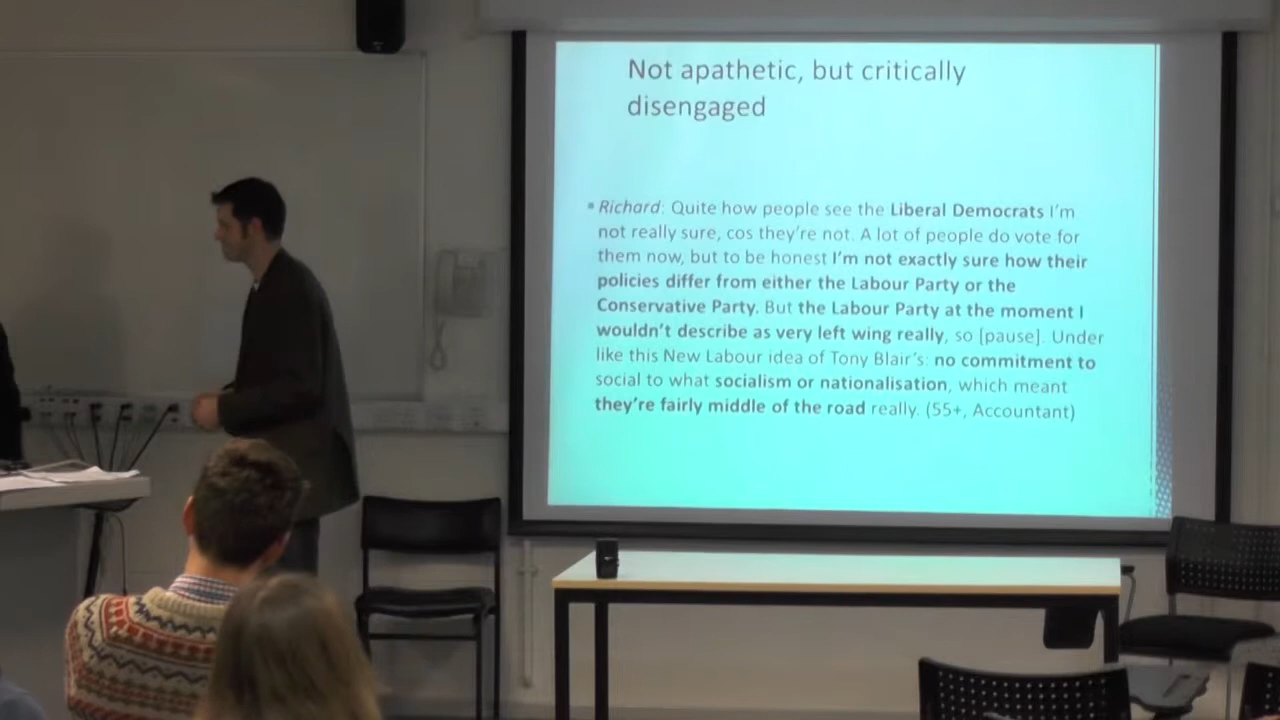 Not apathetic, but critically
disengaged
Richard: Quite how people see the Liberal Democrats I'm
not really sure, cos they're not. A lot of people do vote for
them now, but to be honest I'm not exactly sure how their
policies differ from either the Labour Party or the
Conservative Party. But the Labour Party at the moment I
wouldn't describe as very left wing really, so [pause]. Under
like this New Labour idea of Tony Blair's: no commitment to
social to what socialism or nationalisation, which meant
they're fairly middle of the road really. (55+, Accountant)